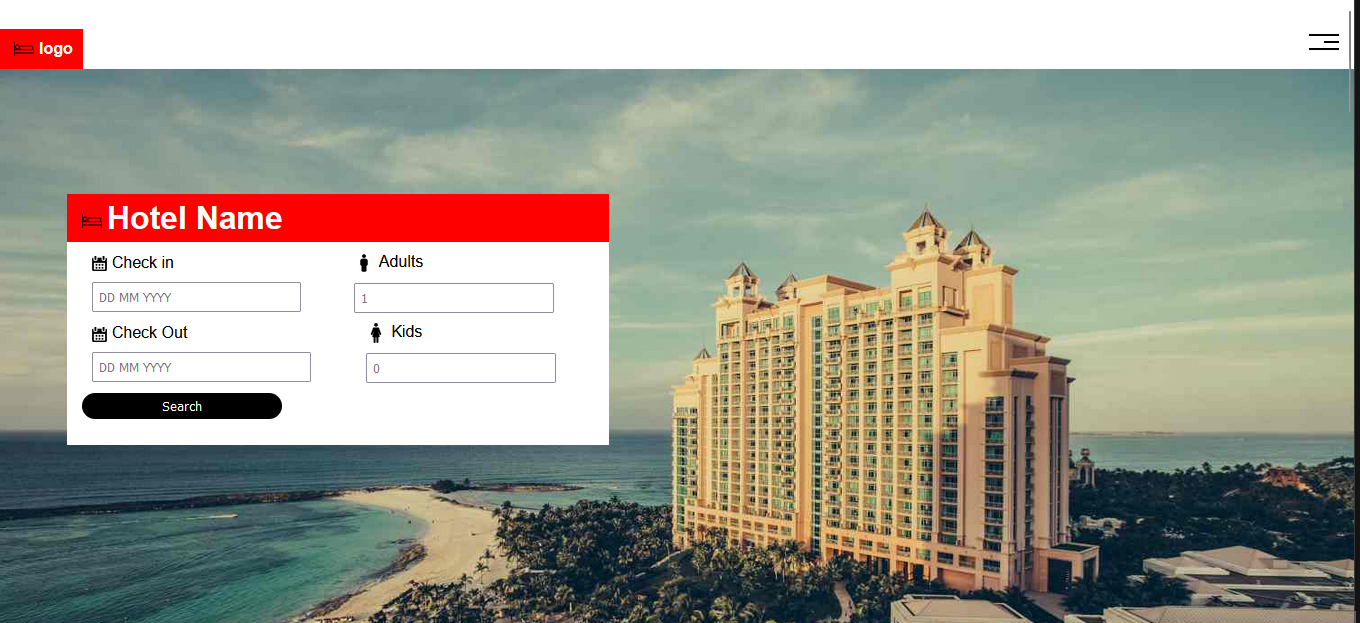 logo
Hotel Name
Check in
Adults
DD MM YYYY
1
Check Out
Kids
DD MM YYYY
0
Search